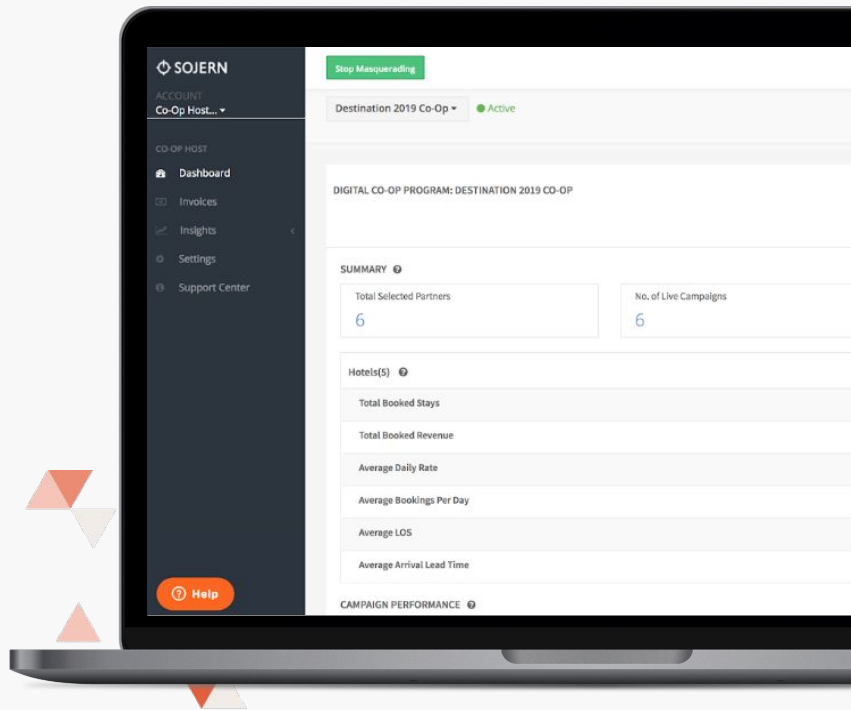 SOJERN
ACCOUNT
Co-Op Host...
CO-OP HOST
Dashboard
Invoices
Insights
Settings
Support Center
Help
Stop Masquerading
Destination 2019 Co-Op
Active
DIGITAL CO-OP PROGRAM: DESTINATION 2019 CO-OP
SUMMARY
Total Selected Partners
6
No. of Live Campaigns
6
Hotels(5)
Total Booked Stays
Total Booked Revenue
Average Daily Rate
Average Bookings Per Day
Average LOS
Average Arrival Lead Time
CAMPAIGN PERFORMANCE